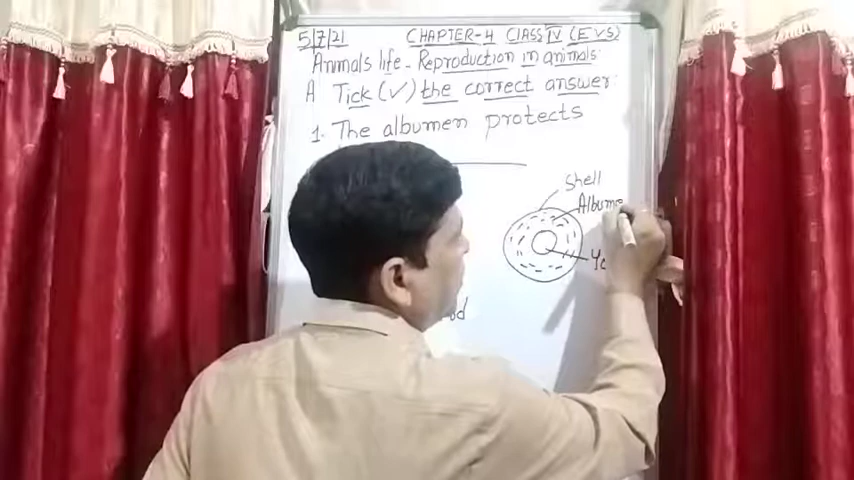 5/7/21 CHAPTER-4 CLASS IV (EVS)
Animals life - Reproduction in animals.
A Tick (✓) the correct answer:
1. The albumen protects
Shell
Albume
Yo